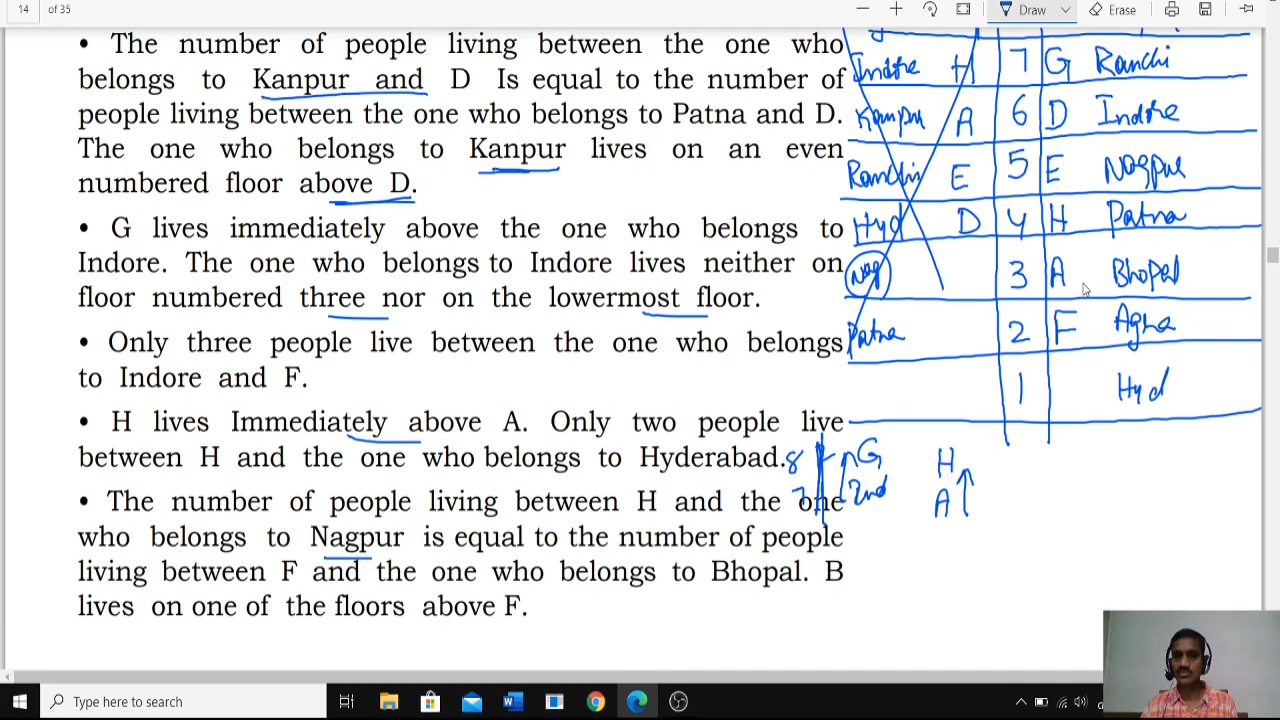 14 of 35
Draw
Erase
• The number of people living between the one who
belongs to Kanpur and D Is equal to the number of
people living between the one who belongs to Patna and D.
The one who belongs to Kanpur lives on an even
numbered floor above D.
• G lives immediately above the one who belongs to
Indore. The one who belongs to Indore lives neither on
floor numbered three nor on the lowermost floor.
• Only three people live between the one who belongs
to Indore and F.
• H lives Immediately above A. Only two people live
between H and the one who belongs to Hyderabad.
• The number of people living between H and the one
who belongs to Nagpur is equal to the number of people
living between F and the one who belongs to Bhopal. B
lives on one of the floors above F.
Indore H 7 G Ranchi
Kanpur A 6 D Indore
Ranchi E 5 E Nagpur
Hyd D 4 H Patna
Nag 3 A Bhopal
Patna 2 F Agra
1 Hyd
8 G H
7 2nd A
Type here to search